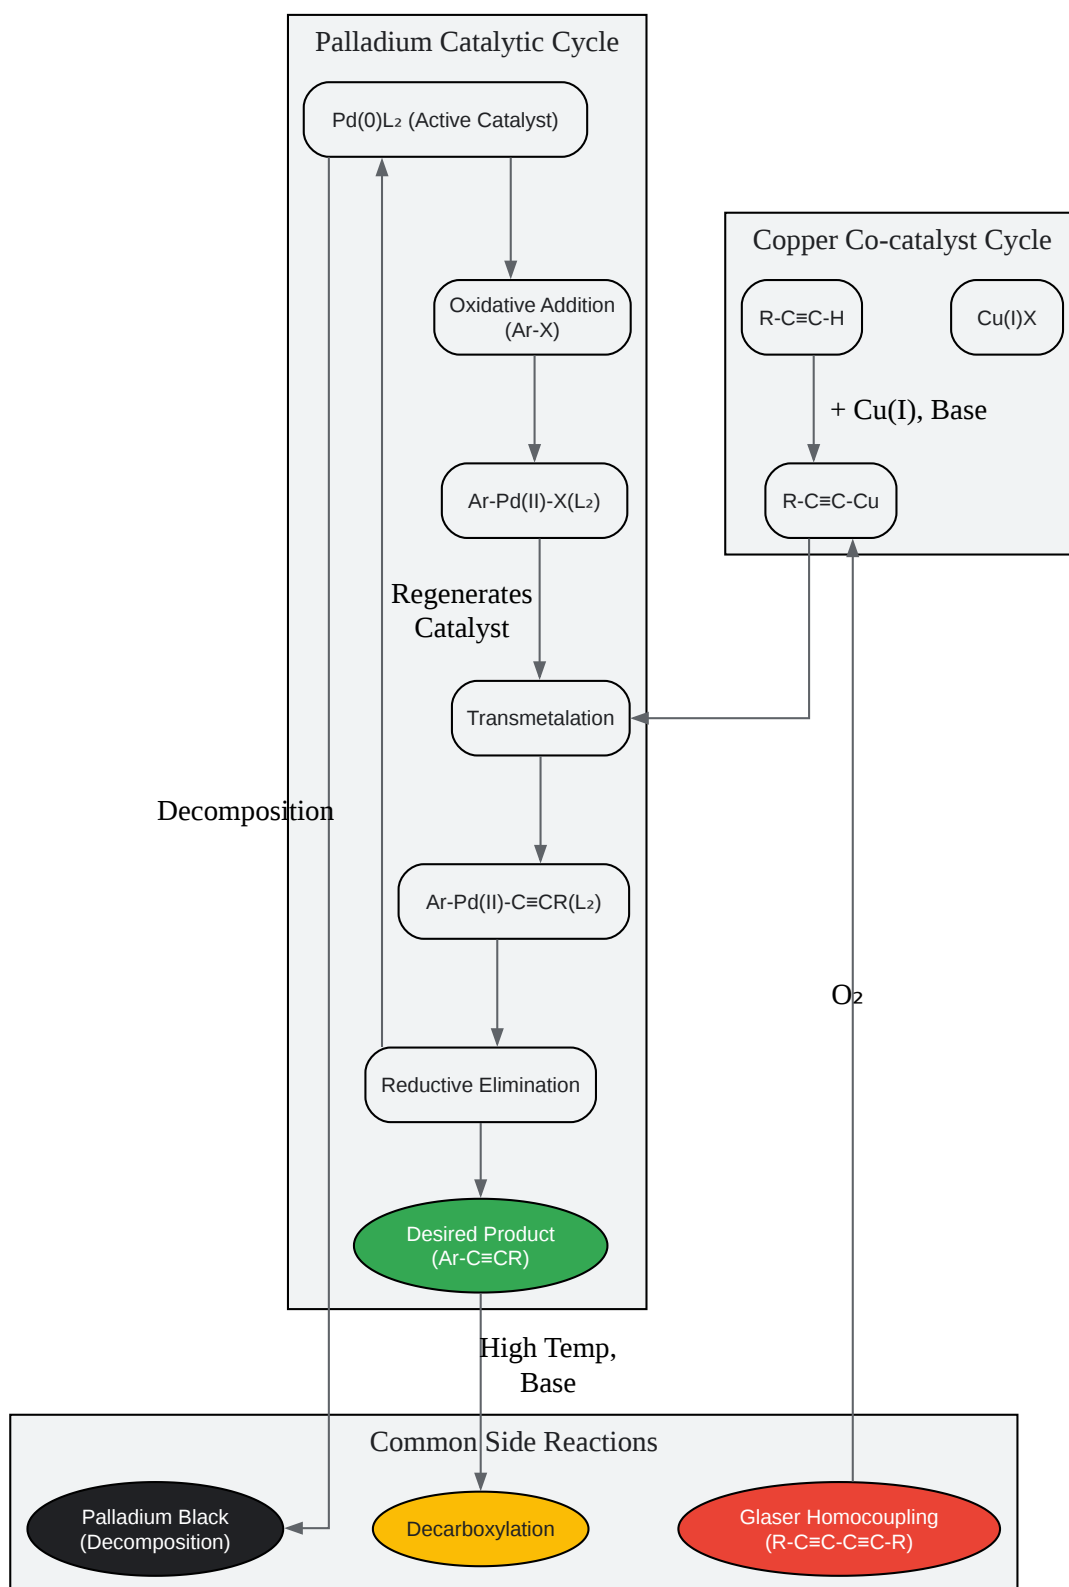 Palladium Catalytic Cycle
Pd(0)L₂ (Active Catalyst)
Oxidative Addition
(Ar-X)
Ar-Pd(II)-X(L₂)
Regenerates
Catalyst
Transmetalation
Decomposition
Ar-Pd(II)-C≡CR(L₂)
Reductive Elimination
Desired Product
(Ar-C≡CR)
Copper Co-catalyst Cycle
R-C≡C-H
Cu(I)X
+ Cu(I), Base
R-C≡C-Cu
O₂
High Temp,
Base
Common Side Reactions
Palladium Black
(Decomposition)
Decarboxylation
Glaser Homocoupling
(R-C≡C-C≡C-R)